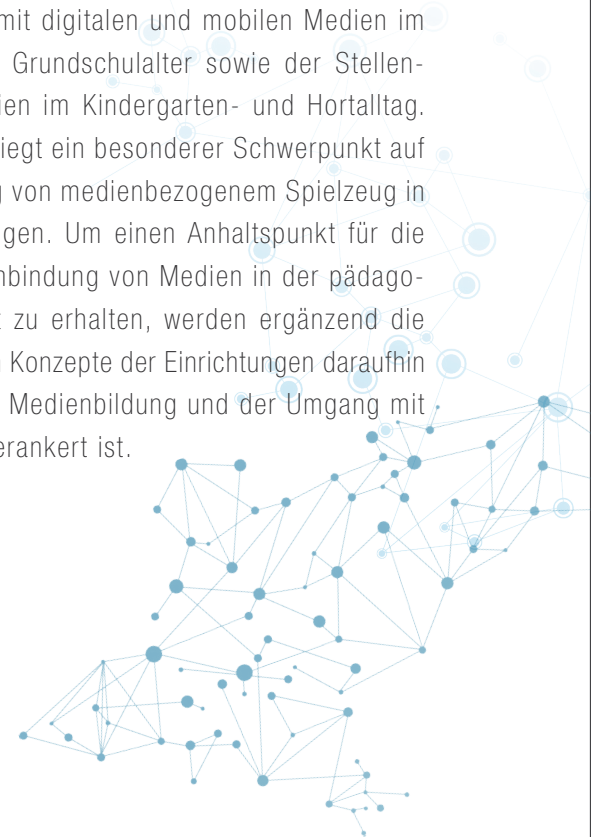 mit digitalen und mobilen Medien im
Grundschulalter sowie der Stellen-
ien im Kindergarten- und Hortalltag.
iegt ein besonderer Schwerpunkt auf
g von medienbezogenem Spielzeug in
gen. Um einen Anhaltspunkt für die
nbindung von Medien in der pädago-
t zu erhalten, werden ergänzend die
n Konzepte der Einrichtungen daraufhin
Medienbildung und der Umgang mit
erankert ist.